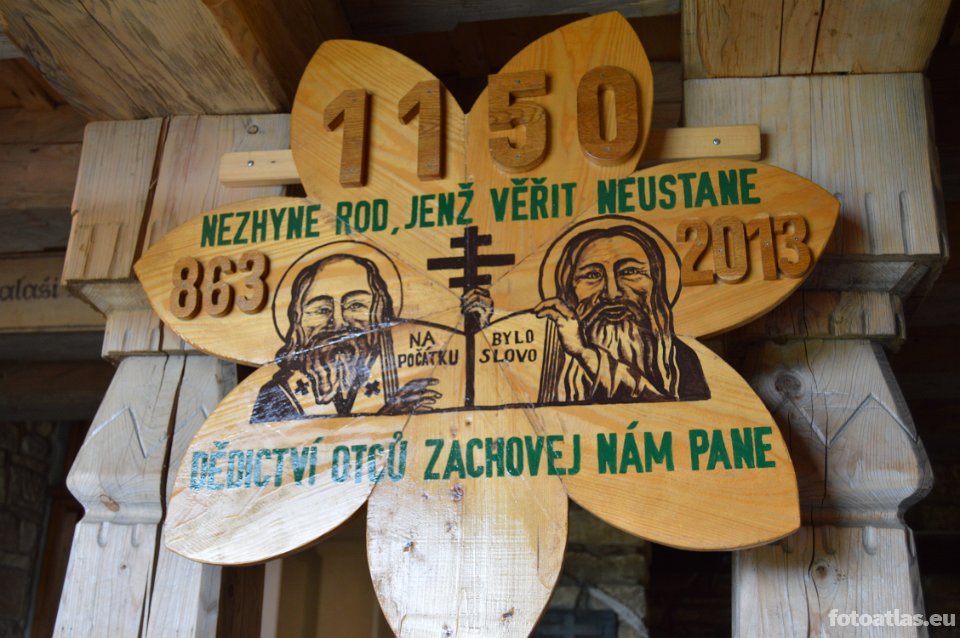 1150
NEZHYNE ROD, JENŽ VĚŘIT NEUSTANE
863
2013
NA
POČÁTKU
BYLO
SLOVO
DĚDICTVÍ OTCŮ ZACHOVEJ NÁM PANE
alaši
fotoatlas.eu